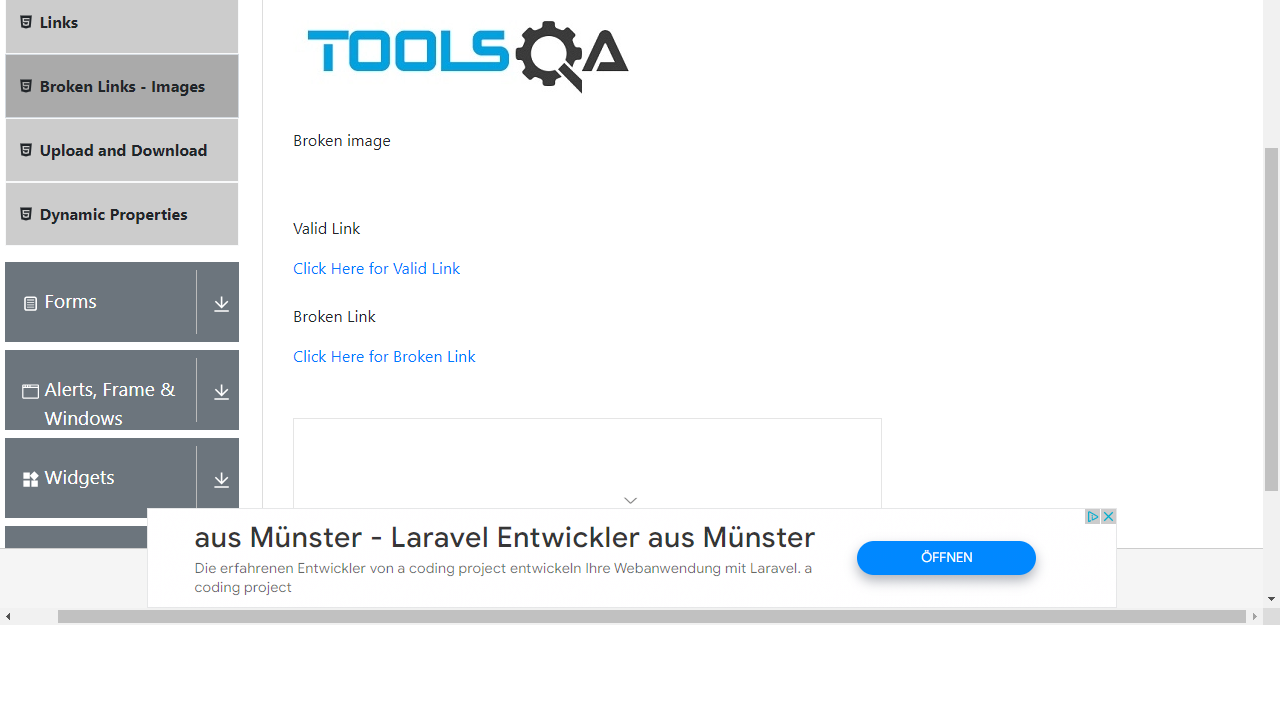 Links
Broken Links - Images
Upload and Download
Dynamic Properties
Forms
Alerts, Frame &
Windows
Widgets
TOOLSQA
Broken image
Valid Link
Click Here for Valid Link
Broken Link
Click Here for Broken Link
aus Münster - Laravel Entwickler aus Münster
Die erfahrenen Entwickler von a coding project entwickeln Ihre Webanwendung mit Laravel. a
coding project
ÖFFNEN